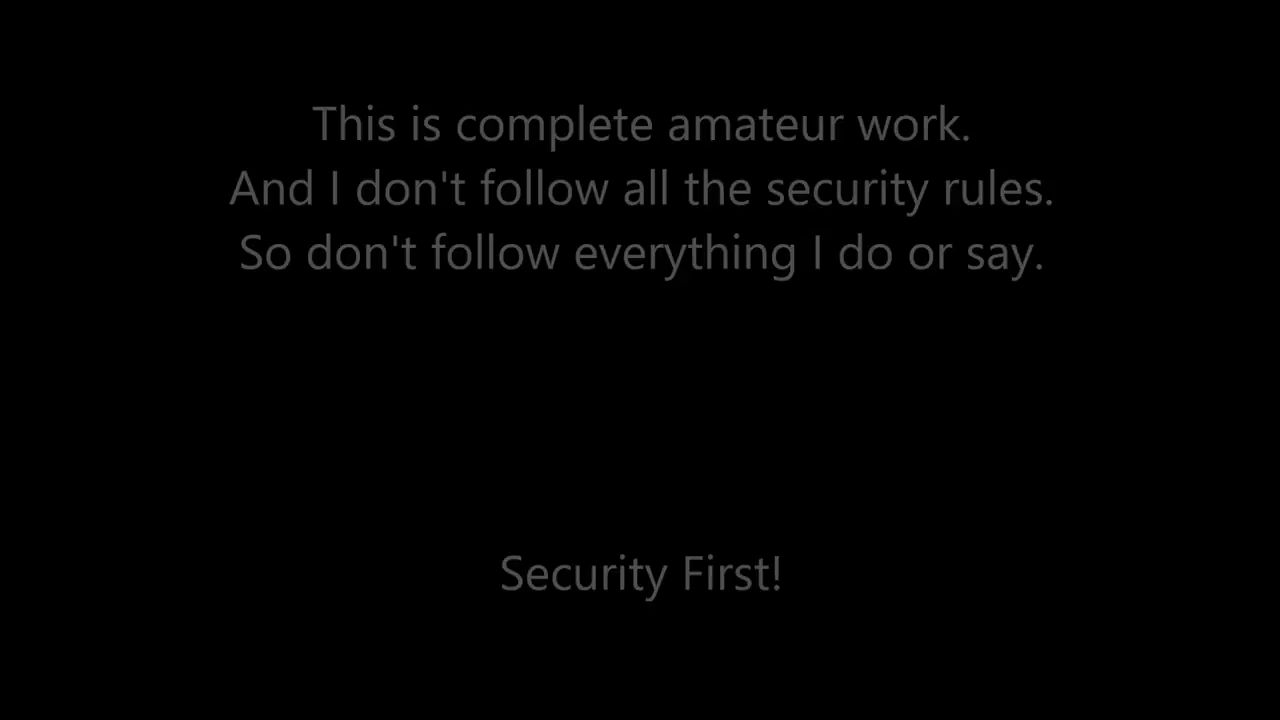 This is complete amateur work.
And I don't follow all the security rules.
So don't follow everything I do or say.
Security First!